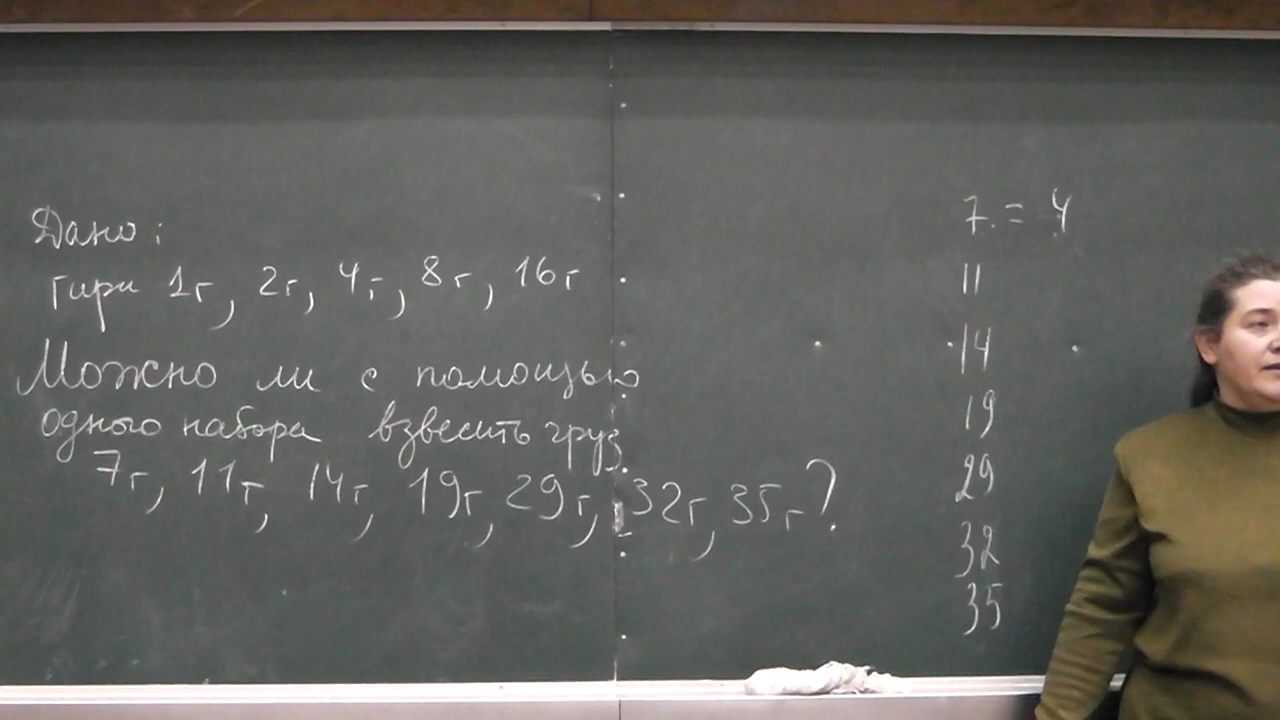 Дано:
гири 1г, 2г, 4г, 8г, 16г
Можно ли с помощью
одного набора взвесить груз
7г, 11г, 14г, 19г, 29г, 32г, 35г?
7 = 4
11
14
19
29
32
35